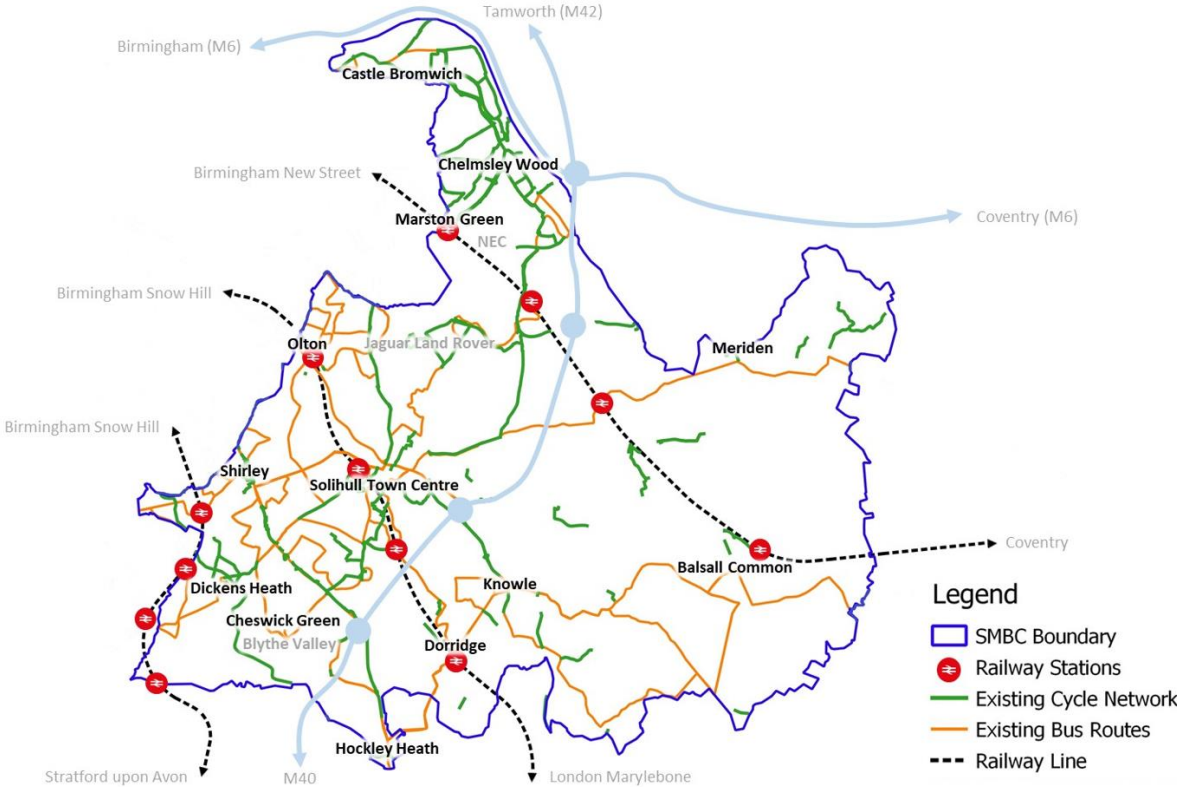 Tamworth (M42)
Birmingham (M6)
Castle Bromwich
Chelmsley Wood
Birmingham New Street
Marston Green
Coventry (M6)
NEC
Birmingham Snow Hill
Olton
Jaguar Land Rover
Meriden
Birmingham Snow Hill
Shirley
Solihull Town Centre
Coventry
Balsall Common
Knowle
Dickens Heath
Cheswick Green
Blythe Valley
Dorridge
Hockley Heath
Stratford upon Avon
M40
London Marylebone
Legend
SMBC Boundary
Railway Stations
Existing Cycle Network
Existing Bus Routes
Railway Line